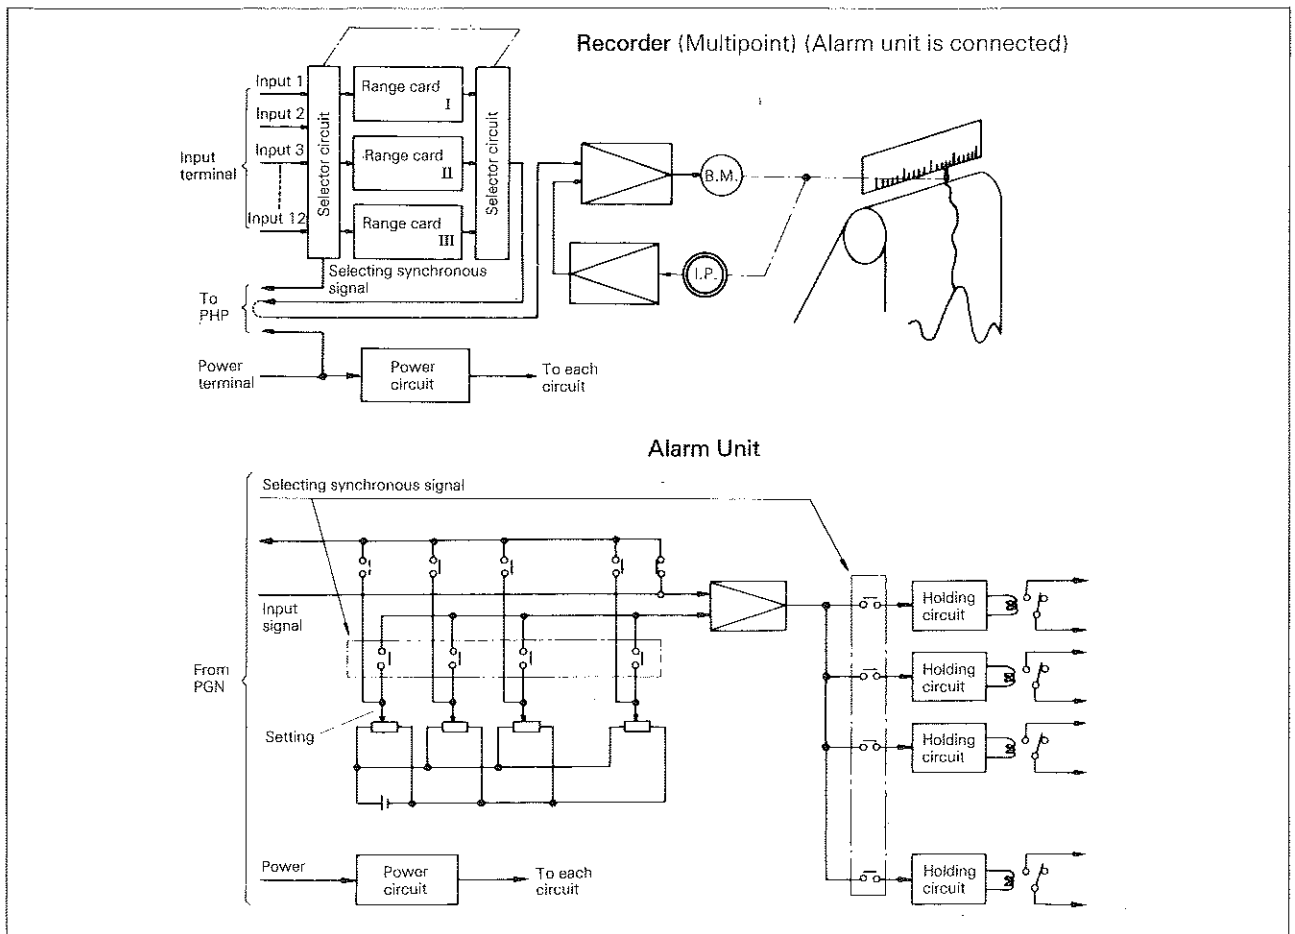 Recorder (Multipoint) (Alarm unit is connected)
Input 1
Input 2
Input 3
Input 12
Input
terminal
Selector circuit
Range card
I
Range card
II
Range card
III
Selector circuit
B.M.
I.P.
Selecting synchronous
signal
To
PHP
Power
terminal
Power
circuit
To each
circuit
Alarm Unit
Selecting synchronous signal
Input
signal
From
PGN
Setting
Holding
circuit
Holding
circuit
Holding
circuit
Holding
circuit
Power
Power
circuit
To each
circuit